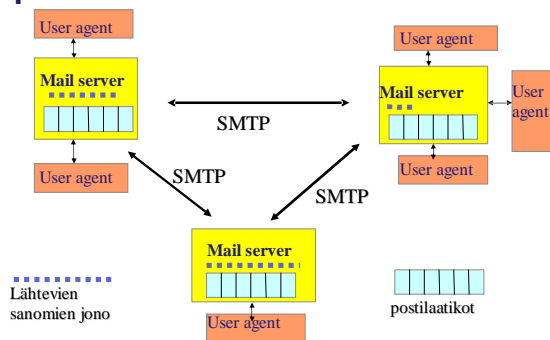 User agent
User agent
Mail server
Mail server
User
agent
SMTP
User agent
User agent
SMTP
SMTP
Mail server
Lähtevien
sanomien jono
postilaatikot
User agent